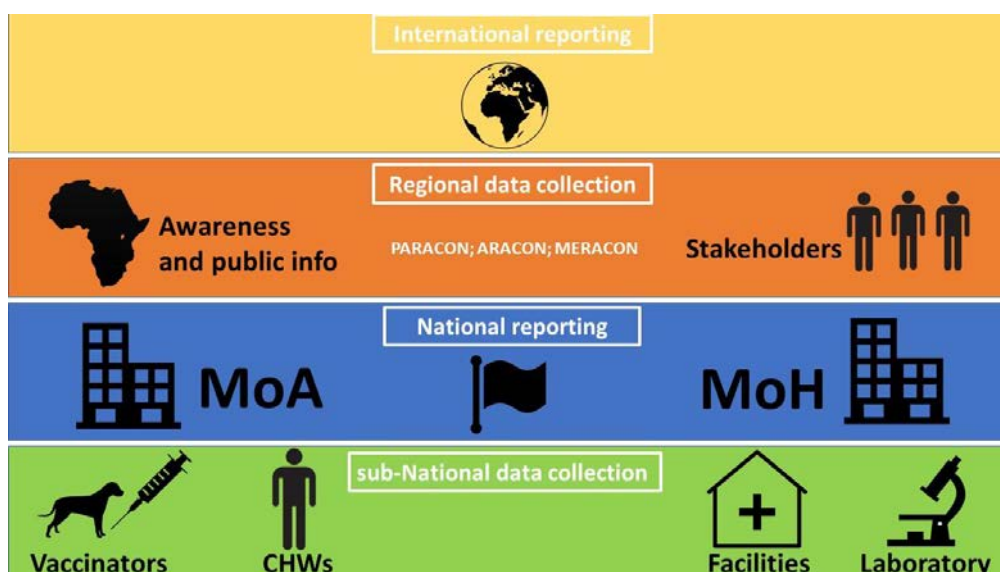 International reporting
Regional data collection
Awareness
and public info
PARACON; ARACON; MERACON
Stakeholders
National reporting
MoA
MoH
sub-National data collection
Vaccinators
CHWs
Facilities
Laboratory